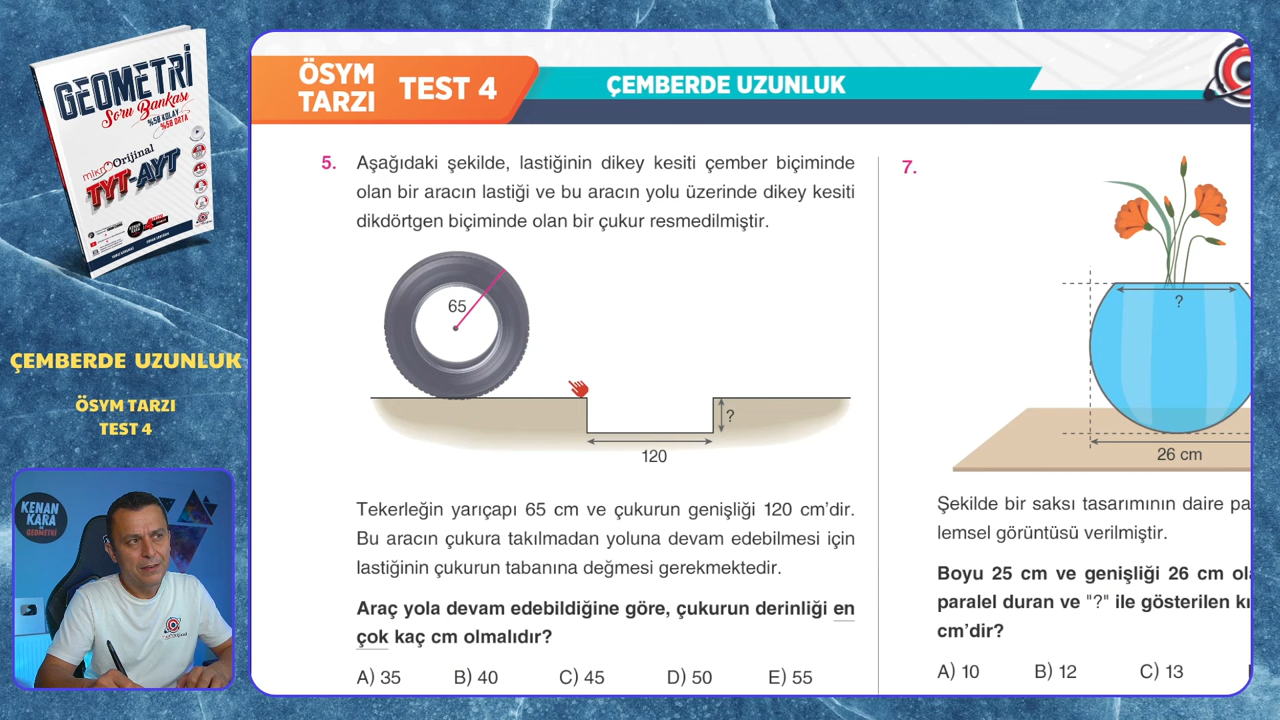 GEOMETRİ
Soru Bankası
%50 KOLAY
%50 ORTA
mikro Orijinal
TYT-AYT
ÇEMBERDE UZUNLUK
ÖSYM TARZI
TEST 4
KENAN
KARA
GEOMETRİ
ÖSYM
TARZI
TEST 4
ÇEMBERDE UZUNLUK
5. Aşağıdaki şekilde, lastiğinin dikey kesiti çember biçiminde
olan bir aracın lastiği ve bu aracın yolu üzerinde dikey kesiti
dikdörtgen biçiminde olan bir çukur resmedilmiştir.
65
?
120
Tekerleğin yarıçapı 65 cm ve çukurun genişliği 120 cm'dir.
Bu aracın çukura takılmadan yoluna devam edebilmesi için
lastiğinin çukurun tabanına değmesi gerekmektedir.
Araç yola devam edebildiğine göre, çukurun derinliği en
çok kaç cm olmalıdır?
A) 35 B) 40 C) 45 D) 50 E) 55
7.
?
26 cm
Şekilde bir saksı tasarımının daire pa
lemsel görüntüsü verilmiştir.
Boyu 25 cm ve genişliği 26 cm ola
paralel duran ve "?" ile gösterilen kı
cm'dir?
A) 10 B) 12 C) 13